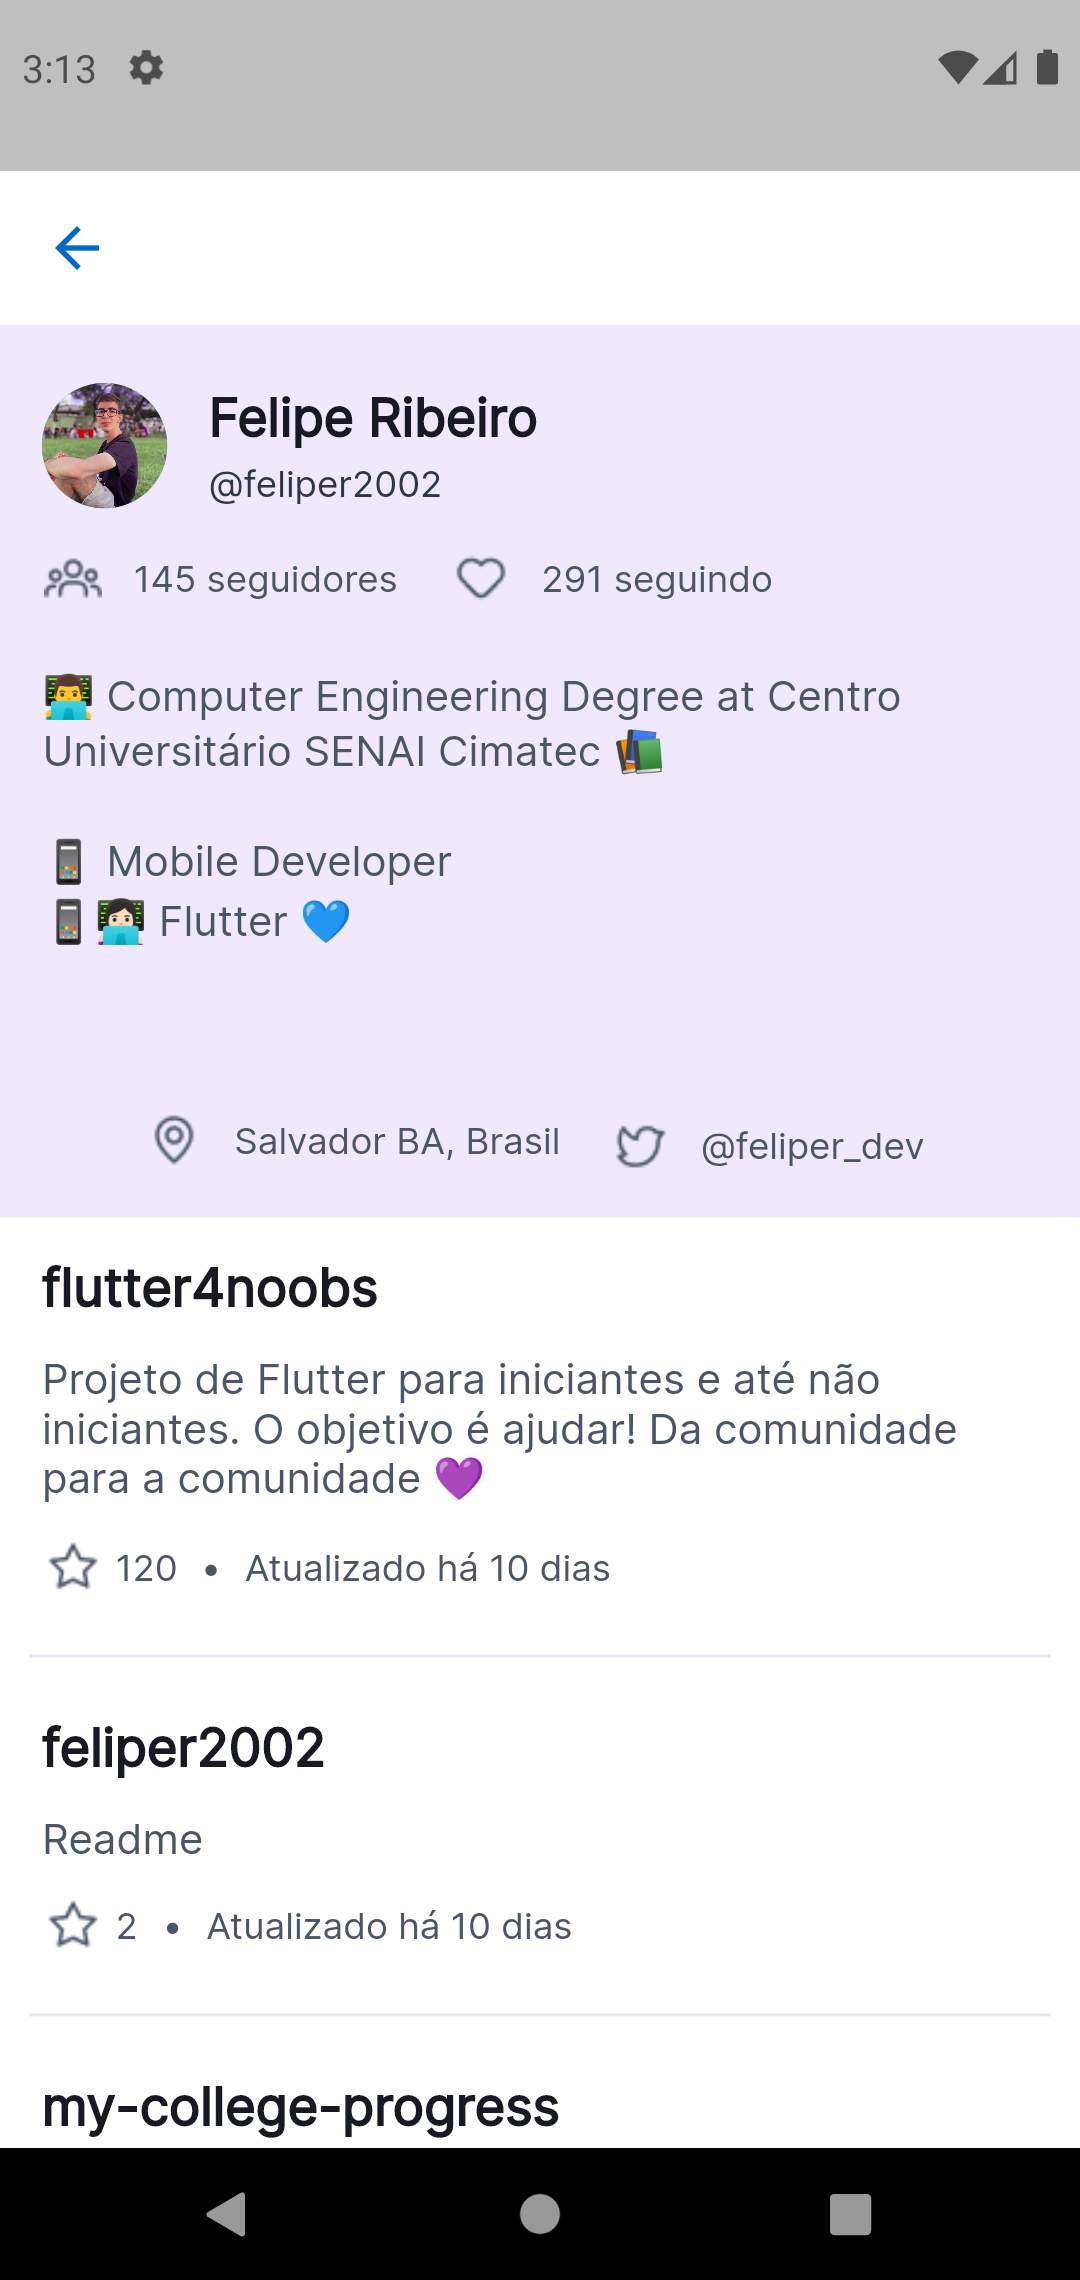 3:13
Felipe Ribeiro
@feliper2002
145 seguidores 291 seguindo
👨‍💻 Computer Engineering Degree at Centro
Universitário SENAI Cimatec 📚
📱 Mobile Developer
📱👩🏻‍💻 Flutter 💙
Salvador BA, Brasil @feliper_dev
flutter4noobs
Projeto de Flutter para iniciantes e até não
iniciantes. O objetivo é ajudar! Da comunidade
para a comunidade 💜
120 • Atualizado há 10 dias
feliper2002
Readme
2 • Atualizado há 10 dias
my-college-progress